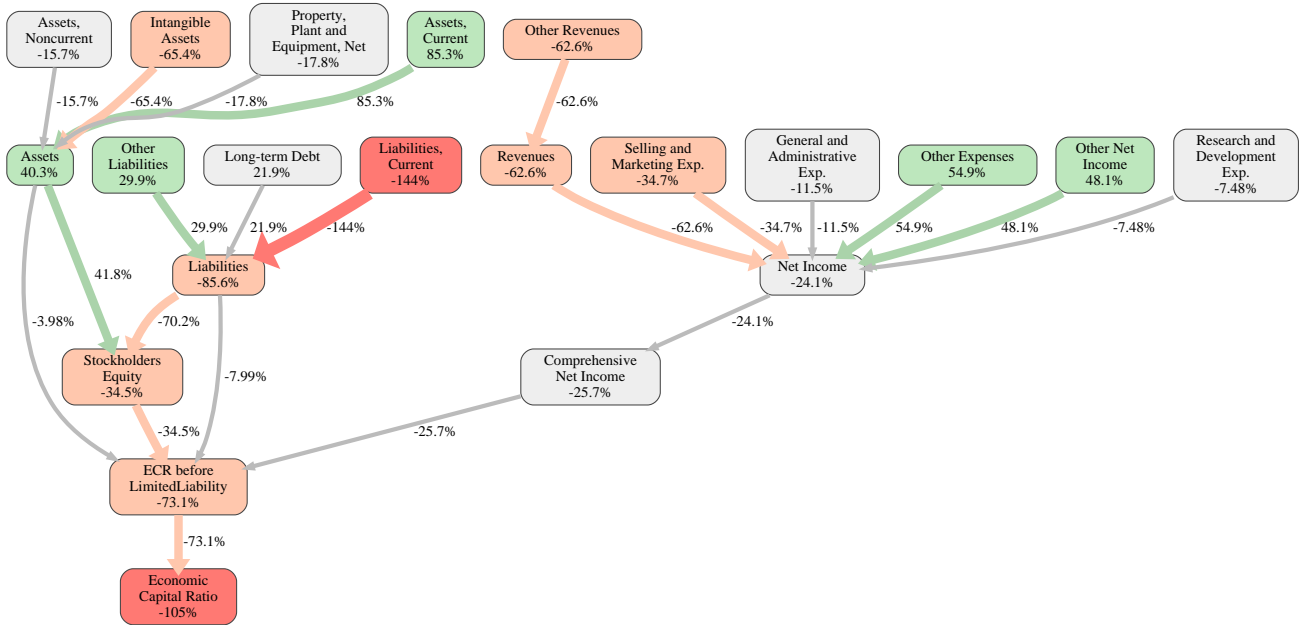 Assets,
Noncurrent
-15.7%
Intangible
Assets
-65.4%
Property,
Plant and
Equipment, Net
-17.8%
Assets,
Current
85.3%
Other Revenues
-62.6%
-15.7%
-65.4%
-17.8%
85.3%
-62.6%
Assets
40.3%
Other
Liabilities
29.9%
Long-term Debt
21.9%
Liabilities,
Current
-144%
Revenues
-62.6%
Selling and
Marketing Exp.
-34.7%
General and
Administrative
Exp.
-11.5%
Other Expenses
54.9%
Other Net
Income
48.1%
Research and
Development
Exp.
-7.48%
29.9%
21.9%
-144%
-62.6%
-34.7%
-11.5%
54.9%
48.1%
-7.48%
Liabilities
-85.6%
Net Income
-24.1%
41.8%
-3.98%
-70.2%
-24.1%
Stockholders
Equity
-34.5%
-7.99%
Comprehensive
Net Income
-25.7%
-34.5%
-25.7%
ECR before
LimitedLiability
-73.1%
-73.1%
Economic
Capital Ratio
-105%